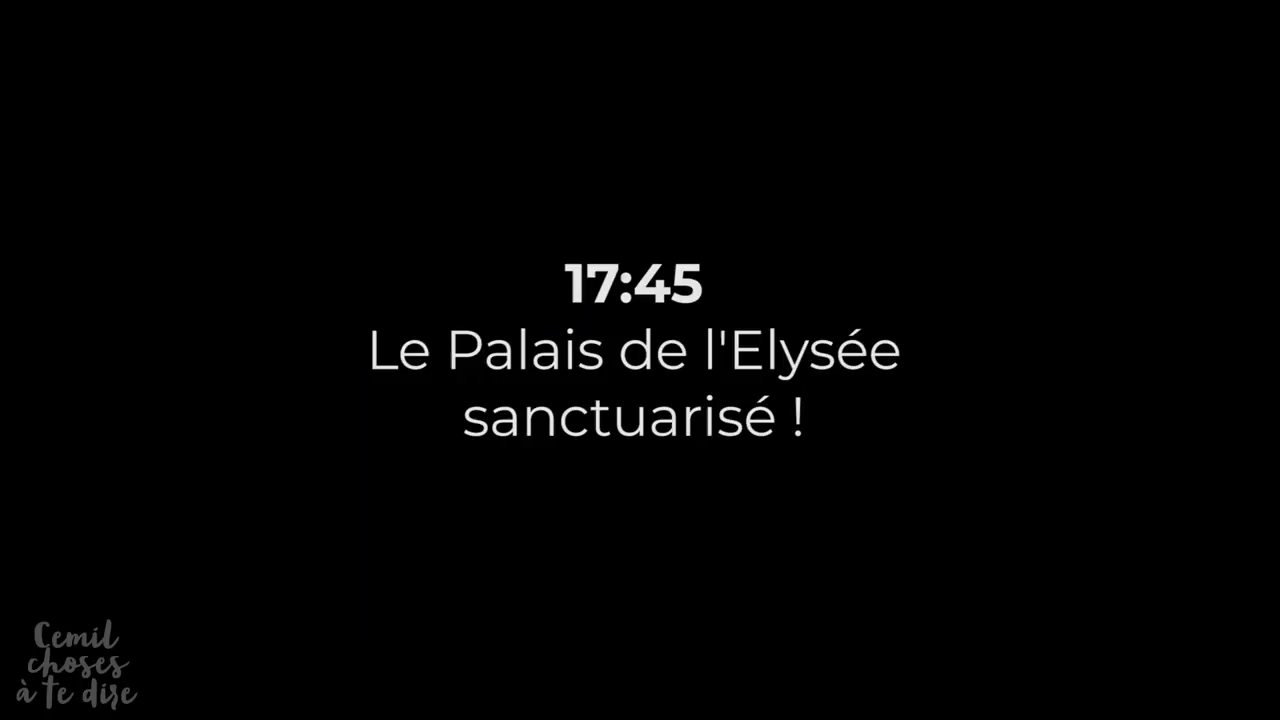 17:45
Le Palais de l'Elysée
sanctuarisé !
Cemil
choses
à te dire